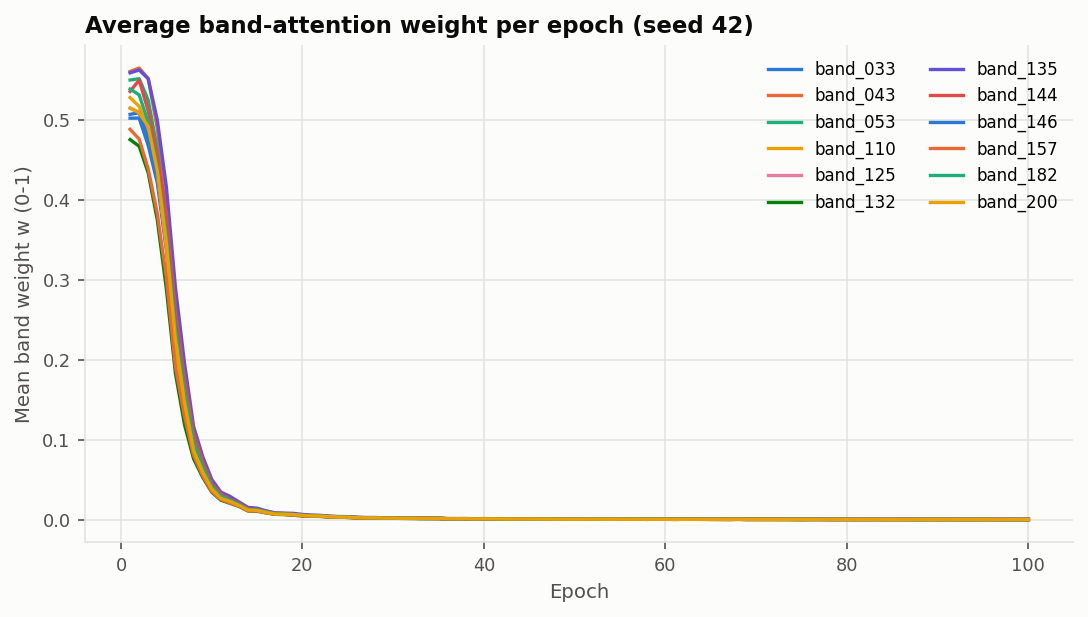 Average band-attention weight per epoch (seed 42)
band_033
band_043
band_053
band_110
band_125
band_132
band_135
band_144
band_146
band_157
band_182
band_200
Mean band weight w (0-1)
0.5
0.4
0.3
0.2
0.1
0.0
0 20 40 60 80 100
Epoch